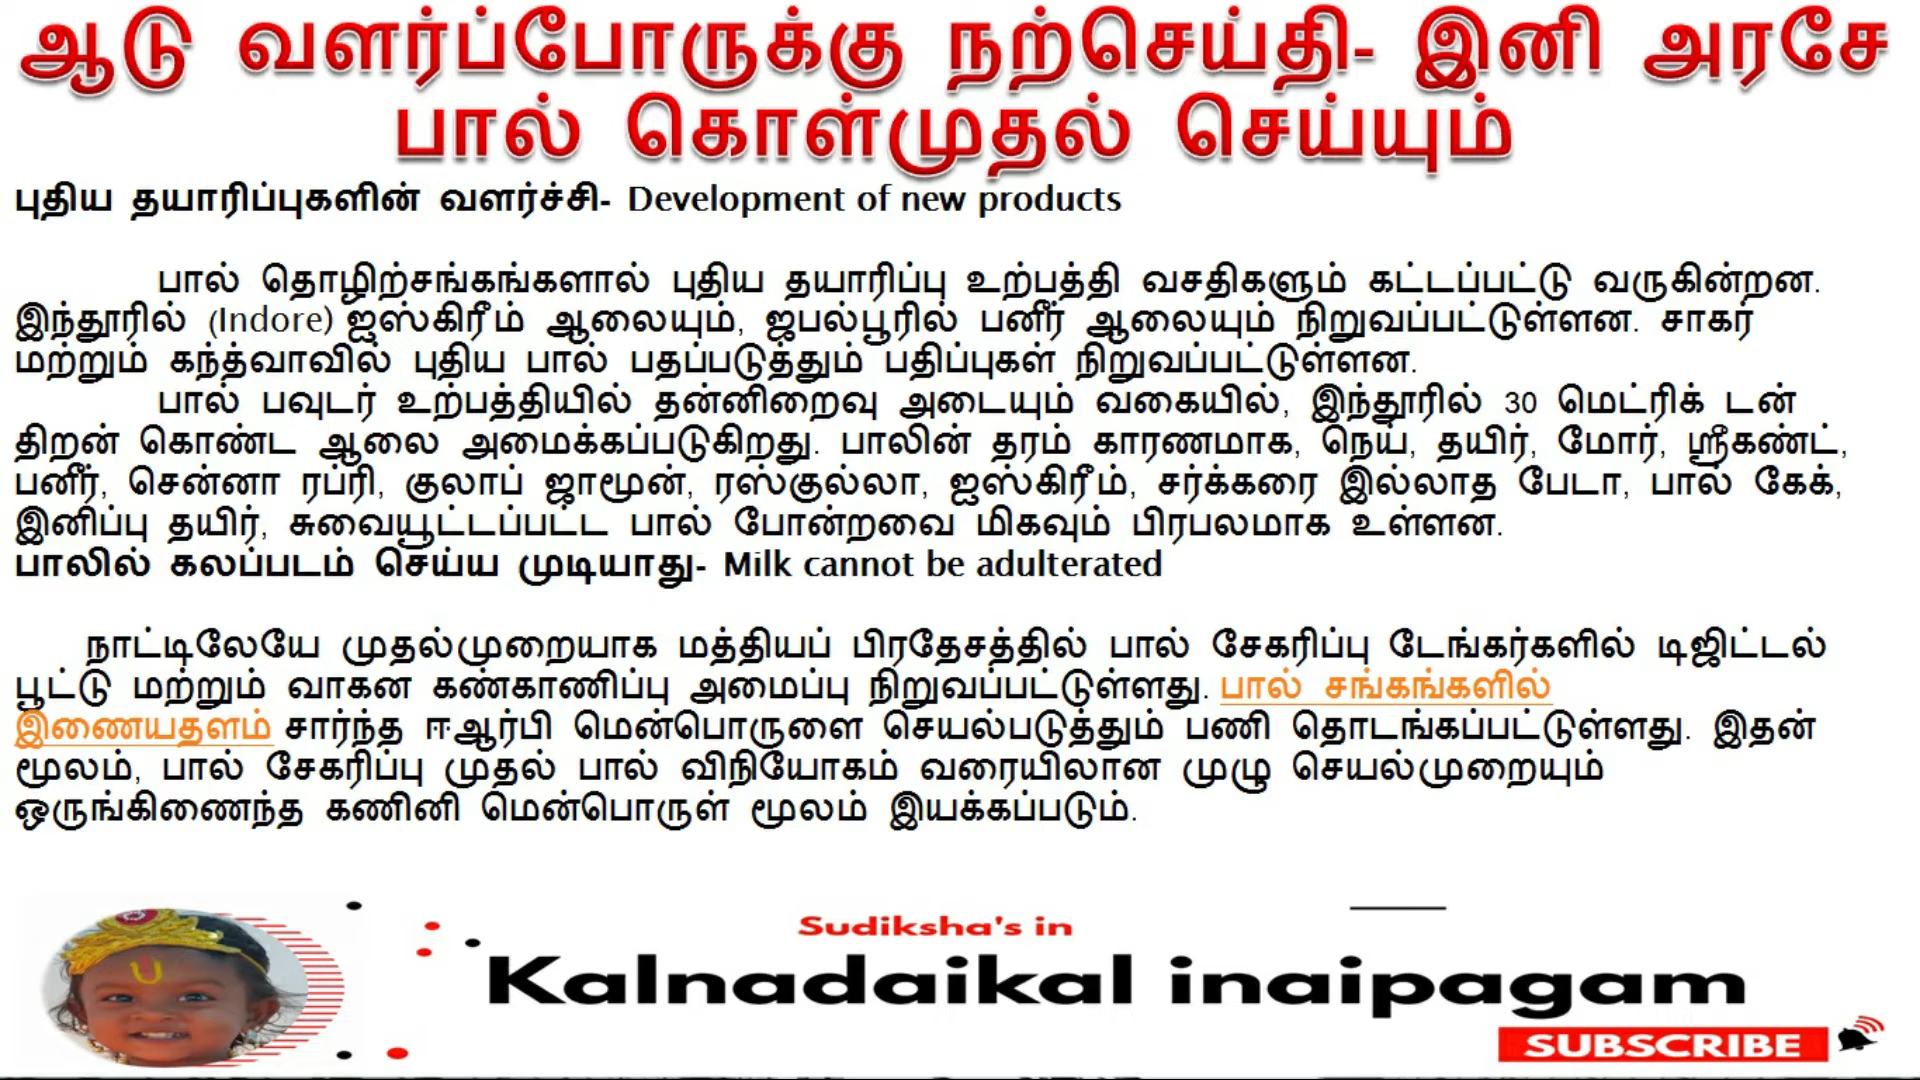 ஆடு வளர்ப்போருக்கு நற்செய்தி- இனி அரசே
பால் கொள்முதல் செய்யும்
புதிய தயாரிப்புகளின் வளர்ச்சி- Development of new products
பால் தொழிற்சங்கங்களால் புதிய தயாரிப்பு உற்பத்தி வசதிகளும் கட்டப்பட்டு வருகின்றன.
இந்தூரில் (Indore) ஐஸ்கிரீம் ஆலையும், ஜபல்பூரில் பனீர் ஆலையும் நிறுவப்பட்டுள்ளன. சாகர்
மற்றும் கந்த்வாவில் புதிய பால் பதப்படுத்தும் பதிப்புகள் நிறுவப்பட்டுள்ளன.
பால் பவுடர் உற்பத்தியில் தன்னிறைவு அடையும் வகையில், இந்தூரில் 30 மெட்ரிக் டன்
திறன் கொண்ட ஆலை அமைக்கப்படுகிறது. பாலின் தரம் காரணமாக, நெய், தயிர், மோர், ஸ்ரீகண்ட்,
பனீர், சென்னா ரப்ரி, குலாப் ஜாமூன், ரஸ்குல்லா, ஐஸ்கிரீம், சர்க்கரை இல்லாத பேடா, பால் கேக்,
இனிப்பு தயிர், சுவையூட்டப்பட்ட பால் போன்றவை மிகவும் பிரபலமாக உள்ளன.
பாலில் கலப்படம் செய்ய முடியாது- Milk cannot be adulterated
நாட்டிலேயே முதல்முறையாக மத்தியப் பிரதேசத்தில் பால் சேகரிப்பு டேங்கர்களில் டிஜிட்டல்
பூட்டு மற்றும் வாகன கண்காணிப்பு அமைப்பு நிறுவப்பட்டுள்ளது. பால் சங்கங்களில்
இணையதளம் சார்ந்த ஈஆர்பி மென்பொருளை செயல்படுத்தும் பணி தொடங்கப்பட்டுள்ளது. இதன்
மூலம், பால் சேகரிப்பு முதல் பால் விநியோகம் வரையிலான முழு செயல்முறையும்
ஒருங்கிணைந்த கணினி மென்பொருள் மூலம் இயக்கப்படும்.
Sudiksha's in
Kalnadaikal inaipagam
SUBSCRIBE